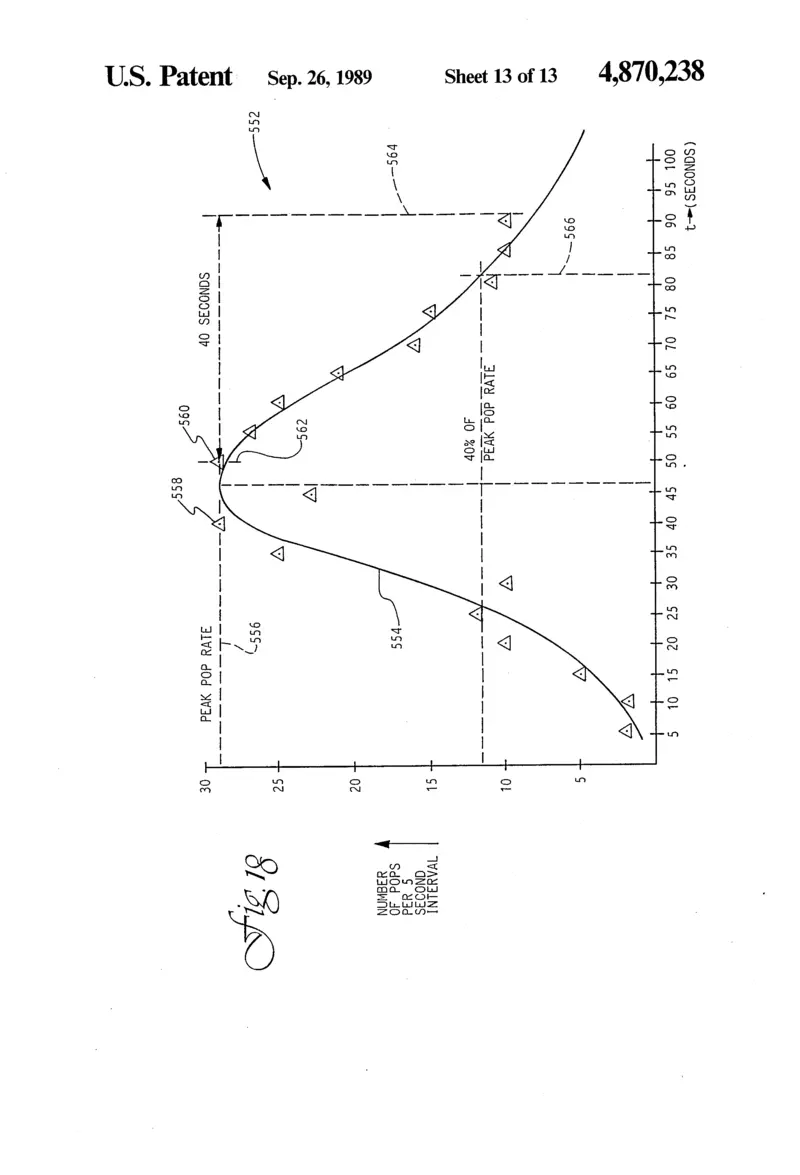 U.S. Patent Sep. 26, 1989 Sheet 13 of 13 4,870,238
Fig. 18
NUMBER
OF POPS
PER 5
SECOND
INTERVAL
30
25
20
15
10
5
PEAK POP RATE
556
558
560
562
40 SECONDS
552
554
564
40% OF
PEAK POP RATE
566
5 10 15 20 25 30 35 40 45 50 55 60 65 70 75 80 85 90 95 100
t→(SECONDS)